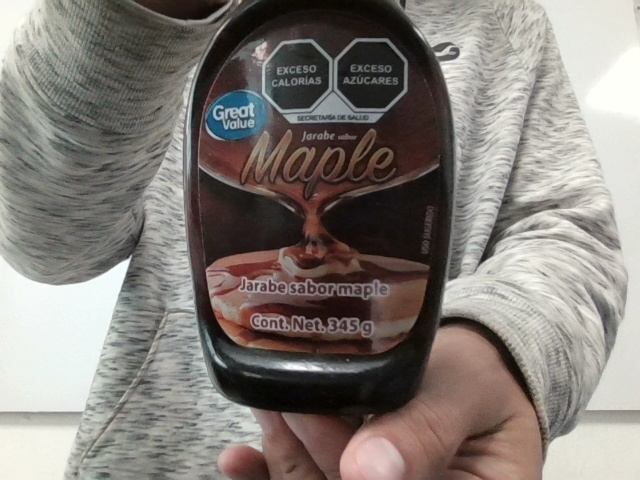 EXCESO
CALORÍAS
EXCESO
AZÚCARES
SECRETARÍA DE SALUD
Great
Value
Jarabe sabor
Maple
Jarabe sabor maple
Cont. Net. 345 g